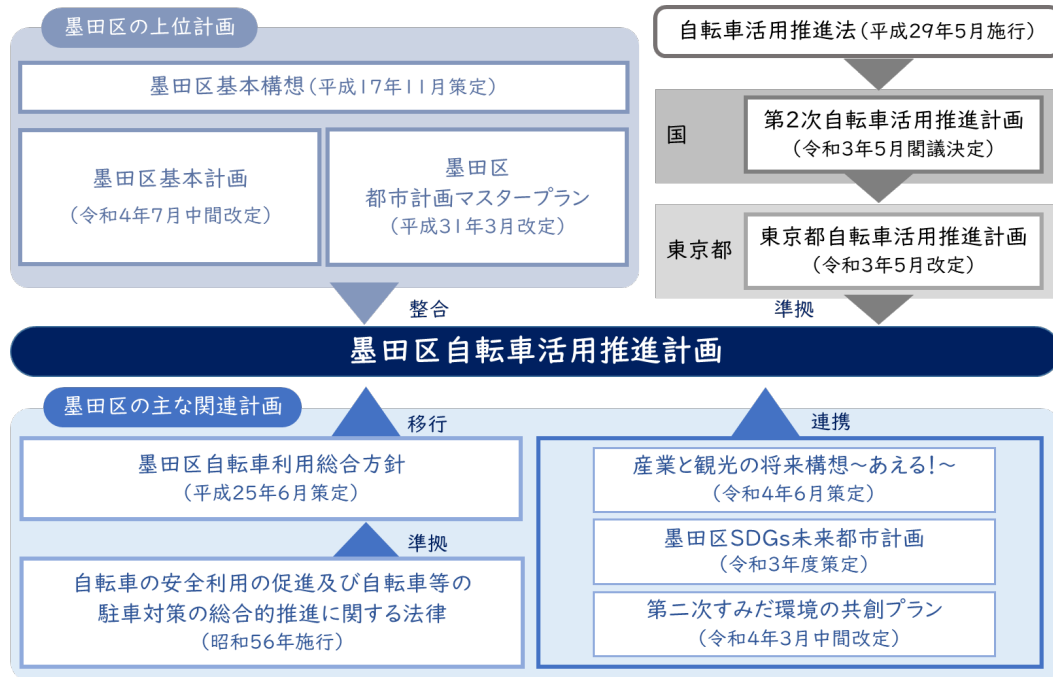 墨田区の上位計画
墨田区基本構想(平成17年11月策定)
墨田区基本計画
(令和4年7月中間改定)
墨田区
都市計画マスタープラン
(平成31年3月改定)
整合
自転車活用推進法(平成29年5月施行)
国
第2次自転車活用推進計画
(令和3年5月閣議決定)
東京都
東京都自転車活用推進計画
(令和3年5月改定)
準拠
墨田区自転車活用推進計画
墨田区の主な関連計画
移行
墨田区自転車利用総合方針
(平成25年6月策定)
準拠
自転車の安全利用の促進及び自転車等の
駐車対策の総合的推進に関する法律
(昭和56年施行)
連携
産業と観光の将来構想～あえる!～
(令和4年6月策定)
墨田区SDGs未来都市計画
(令和3年度策定)
第二次すみだ環境の共創プラン
(令和4年3月中間改定)